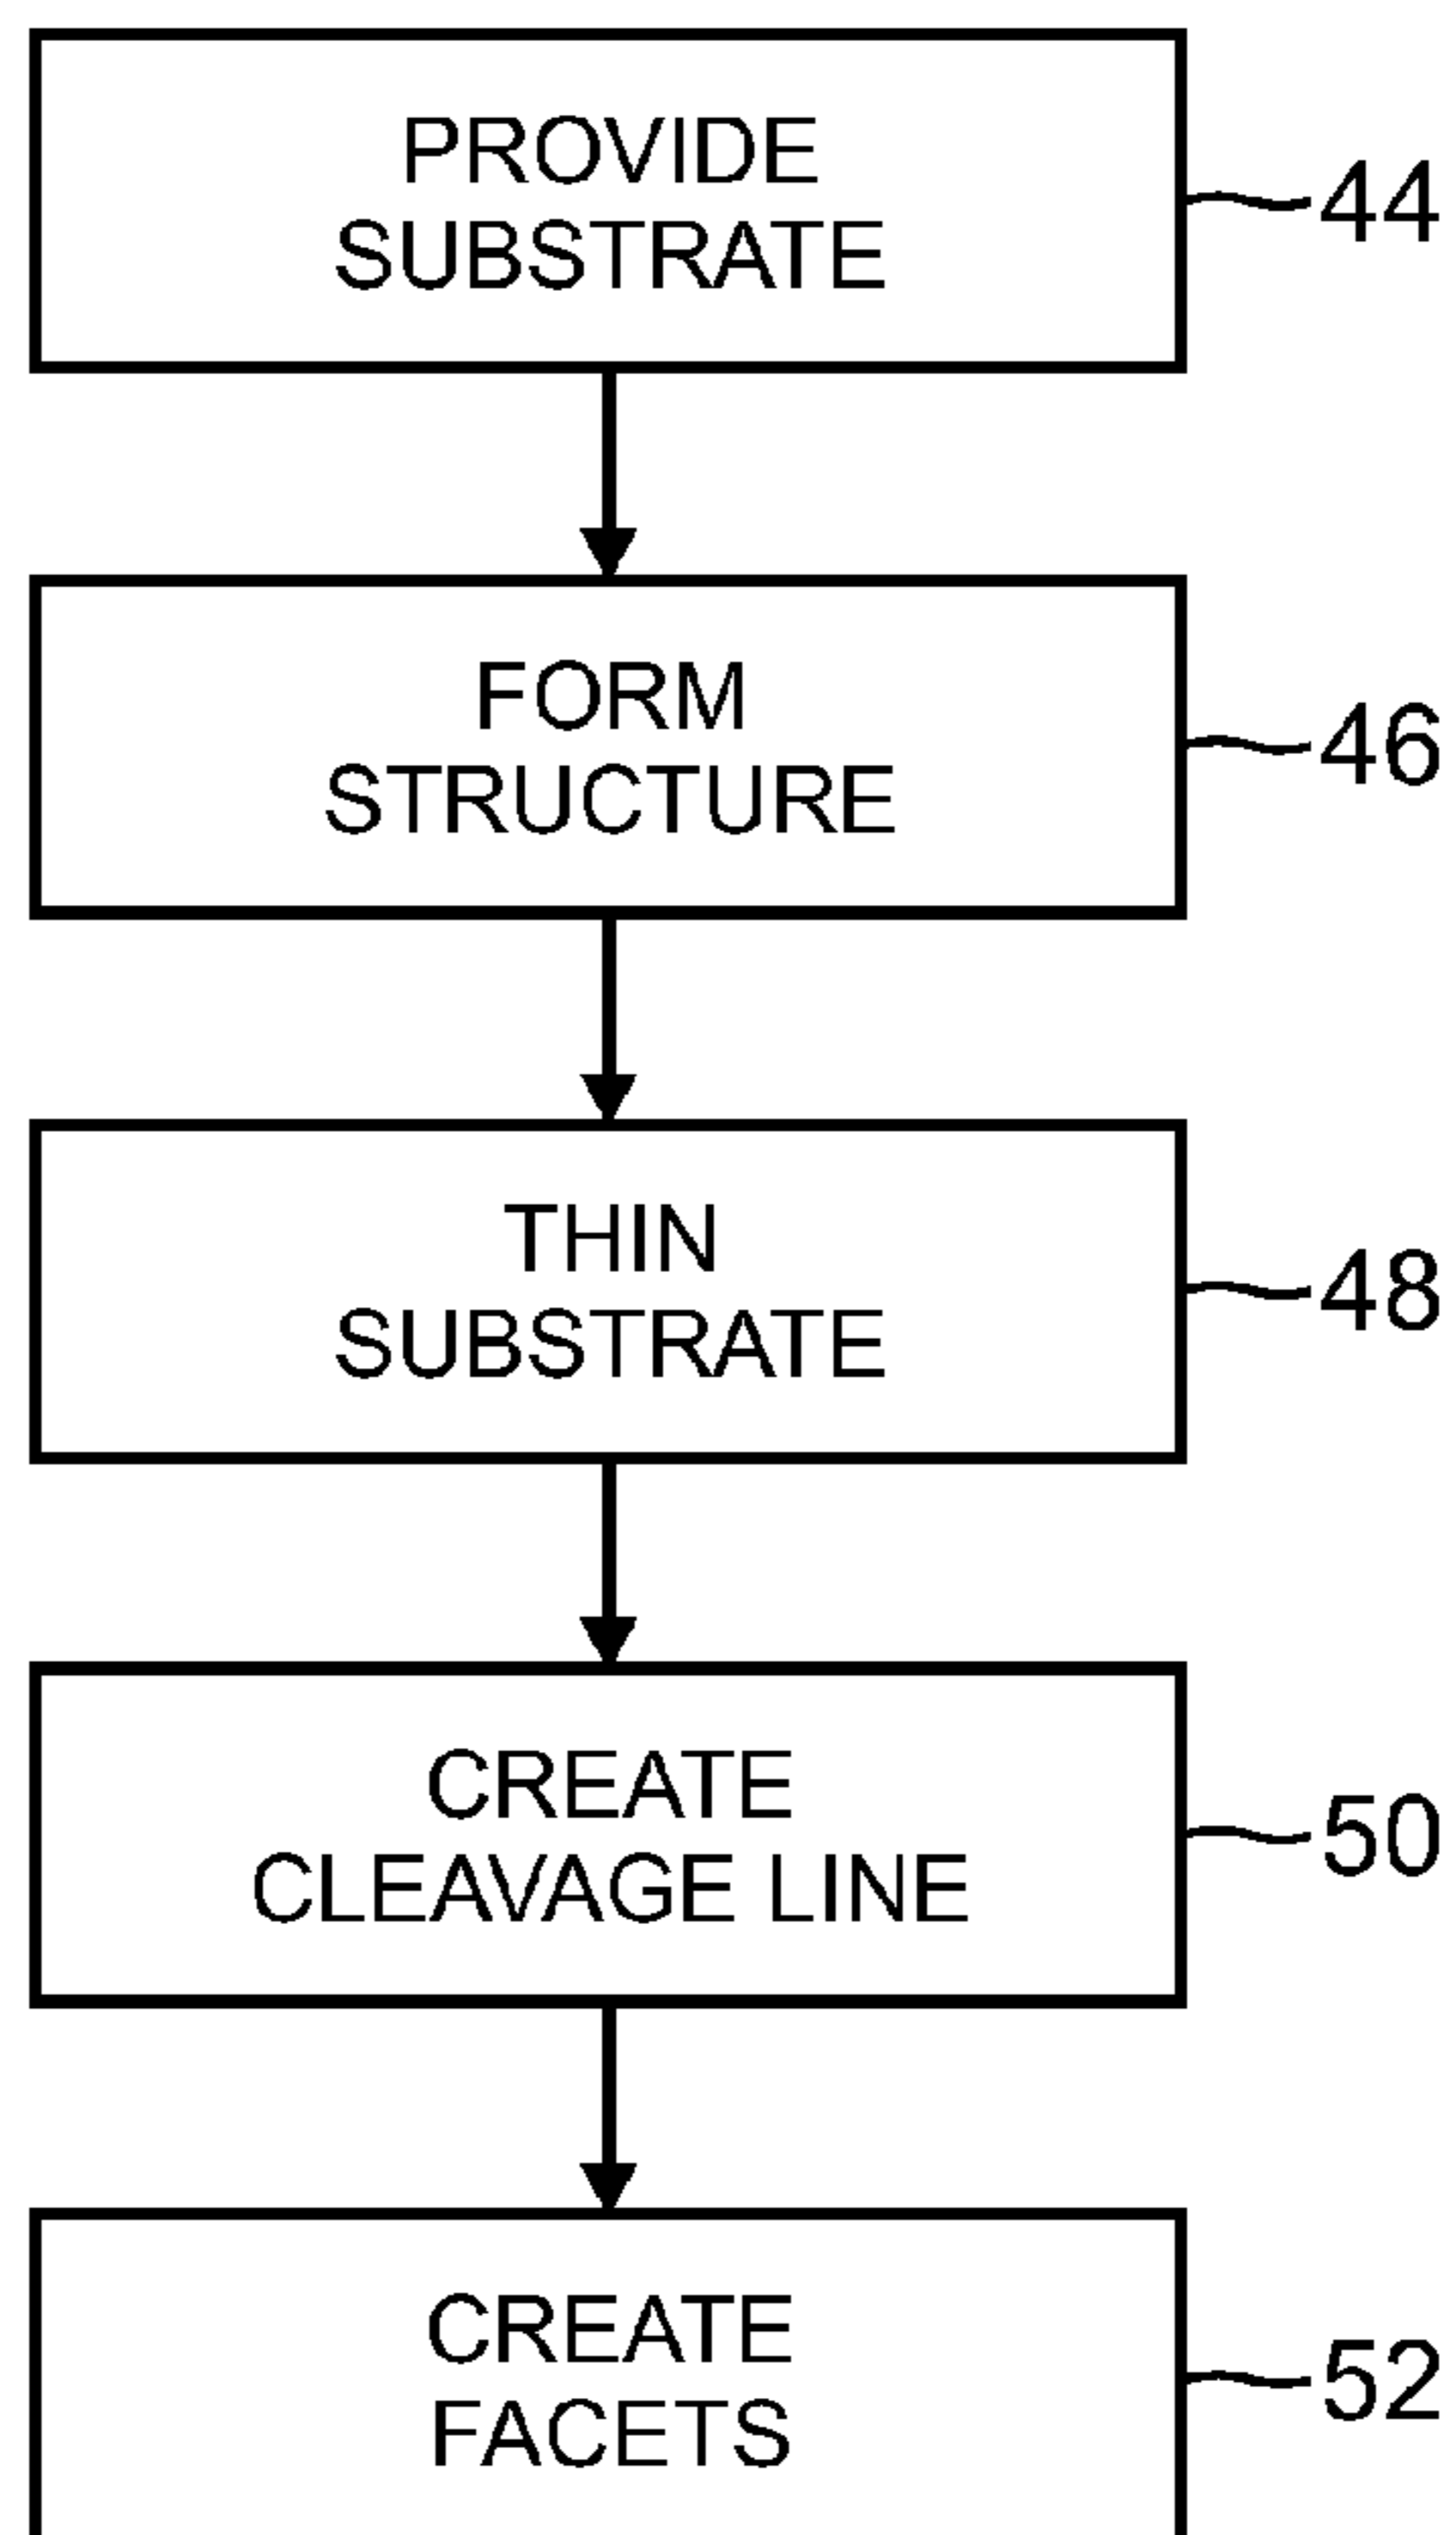 PROVIDE
SUBSTRATE
44
FORM
STRUCTURE
46
THIN
SUBSTRATE
48
CREATE
CLEAVAGE LINE
50
CREATE
FACETS
52